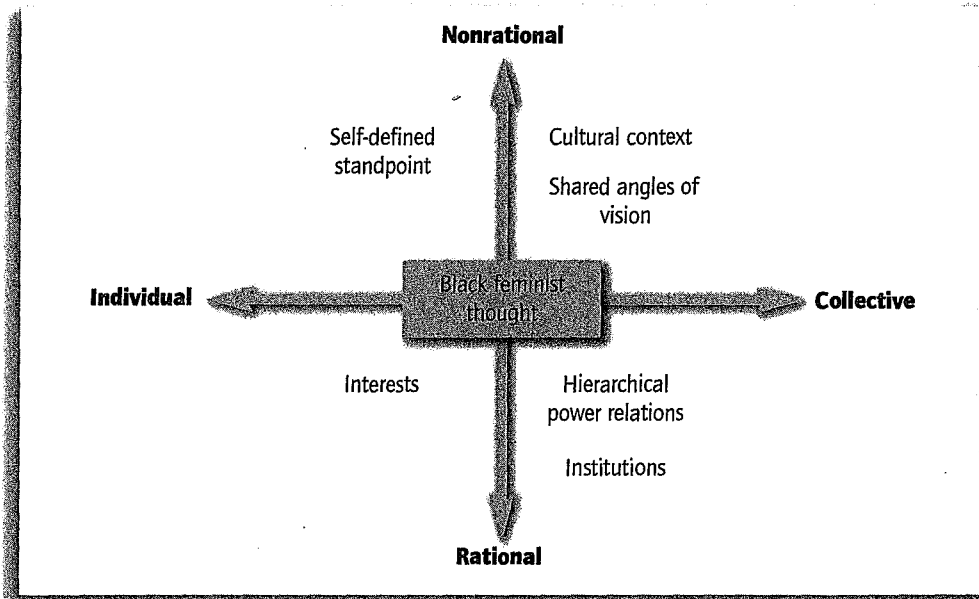 Nonrational
Self-defined
standpoint
Cultural context
Shared angles of
vision
Individual
Black feminist
thought
Collective
Interests
Hierarchical
power relations
Institutions
Rational